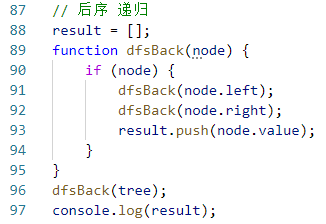 87 // 后序 递归
88 result = [];
89 function dfsBack(node) {
90     if (node) {
91         dfsBack(node.left);
92         dfsBack(node.right);
93         result.push(node.value);
94     }
95 }
96 dfsBack(tree);
97 console.log(result);